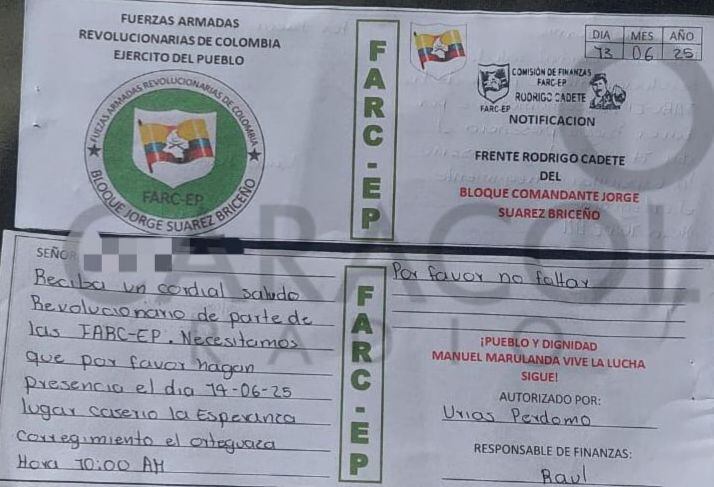 FUERZAS ARMADAS
REVOLUCIONARIAS DE COLOMBIA
EJERCITO DEL PUEBLO
FUERZAS ARMADAS REVOLUCIONARIAS DE COLOMBIA
FARC-EP
BLOQUE JORGE SUAREZ BRICEÑO
FARC-EP
DIA MES AÑO
13 06 25
COMISIÓN DE FINANZAS
FARC-EP
RODRIGO CADETE
FARC-EP
NOTIFICACION
FRENTE RODRIGO CADETE
DEL
BLOQUE COMANDANTE JORGE
SUAREZ BRICEÑO
CARACOL
RADIO
SEÑOR
Reciba un cordial saludo
Revolucionario de parte de
las FARC-EP. Necesitamos
que por favor hagan
presencia el dia 14-06-25
lugar caserio la Esperanza
corregimiento el orteguaza
Hora 10:00 AM
FARC-EP
Por favor no faltar
¡PUEBLO Y DIGNIDAD
MANUEL MARULANDA VIVE LA LUCHA
SIGUE!
AUTORIZADO POR:
Urias Perdomo
RESPONSABLE DE FINANZAS:
Raul